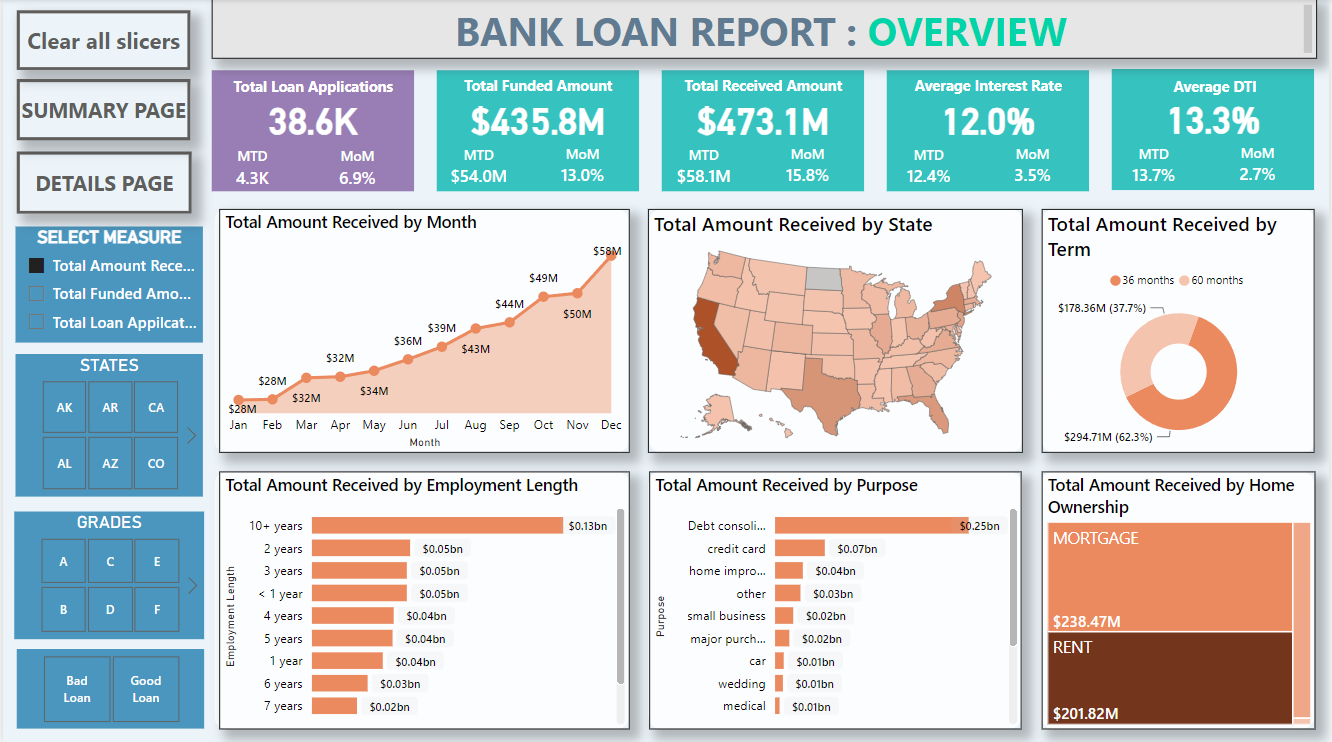 Clear all slicers
BANK LOAN REPORT : OVERVIEW
SUMMARY PAGE
DETAILS PAGE
Total Loan Applications
38.6K
MTD MoM
4.3K 6.9%
Total Funded Amount
$435.8M
MTD MoM
$54.0M 13.0%
Total Received Amount
$473.1M
MTD MoM
$58.1M 15.8%
Average Interest Rate
12.0%
MTD MoM
12.4% 3.5%
Average DTI
13.3%
MTD MoM
13.7% 2.7%
SELECT MEASURE
Total Amount Rece...
Total Funded Amo...
Total Loan Appilcat...
STATES
AK AR CA
AL AZ CO
GRADES
A C E
B D F
Bad Loan
Good Loan
Total Amount Received by Month
$28M
$28M
$32M
$32M
$34M
$36M
$39M
$43M
$44M
$49M
$50M
$58M
Jan Feb Mar Apr May Jun Jul Aug Sep Oct Nov Dec
Month
Total Amount Received by State
Total Amount Received by
Term
36 months 60 months
$178.36M (37.7%)
$294.71M (62.3%)
Total Amount Received by Employment Length
Employment Length
10+ years $0.13bn
2 years $0.05bn
3 years $0.05bn
< 1 year $0.05bn
4 years $0.04bn
5 years $0.04bn
1 year $0.04bn
6 years $0.03bn
7 years $0.02bn
Total Amount Received by Purpose
Purpose
Debt consoli... $0.25bn
credit card $0.07bn
home impro... $0.04bn
other $0.03bn
small business $0.02bn
major purch... $0.02bn
car $0.01bn
wedding $0.01bn
medical $0.01bn
Total Amount Received by Home
Ownership
MORTGAGE
$238.47M
RENT
$201.82M